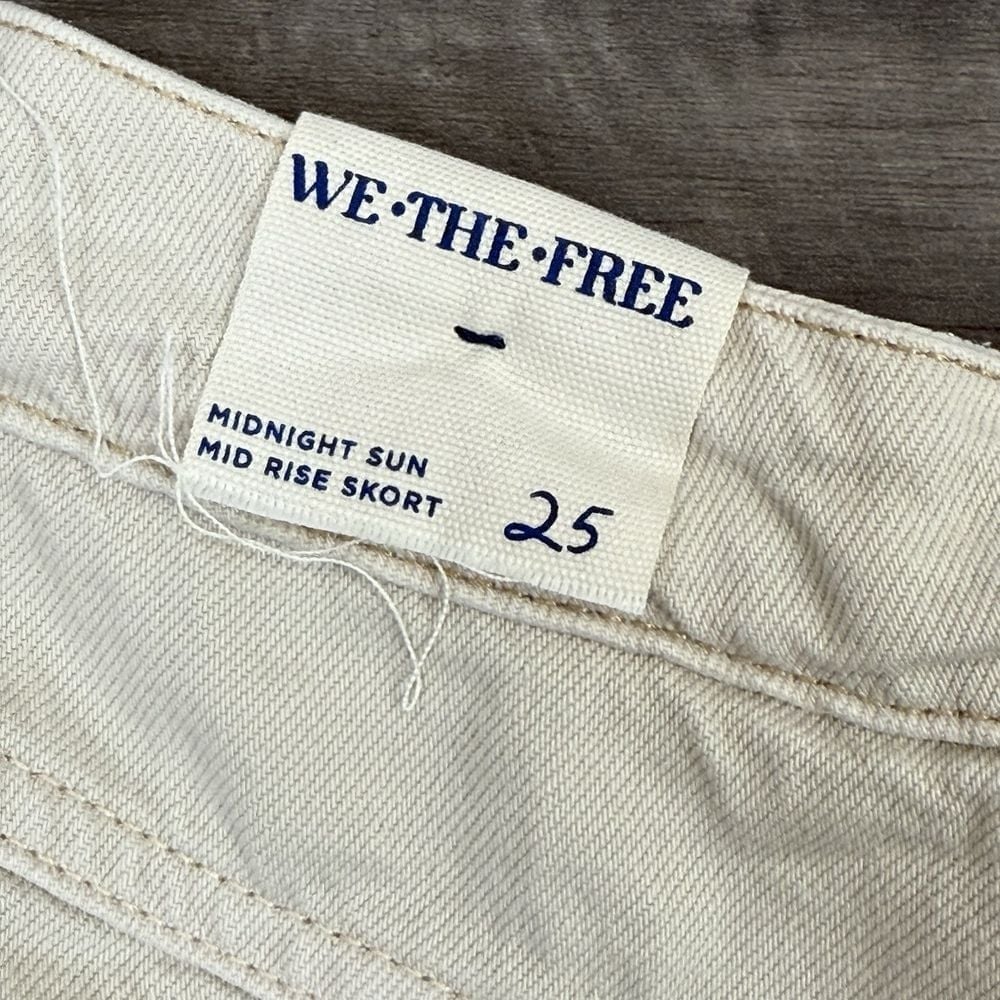 WE•THE•FREE
MIDNIGHT SUN
MID RISE SKORT
25